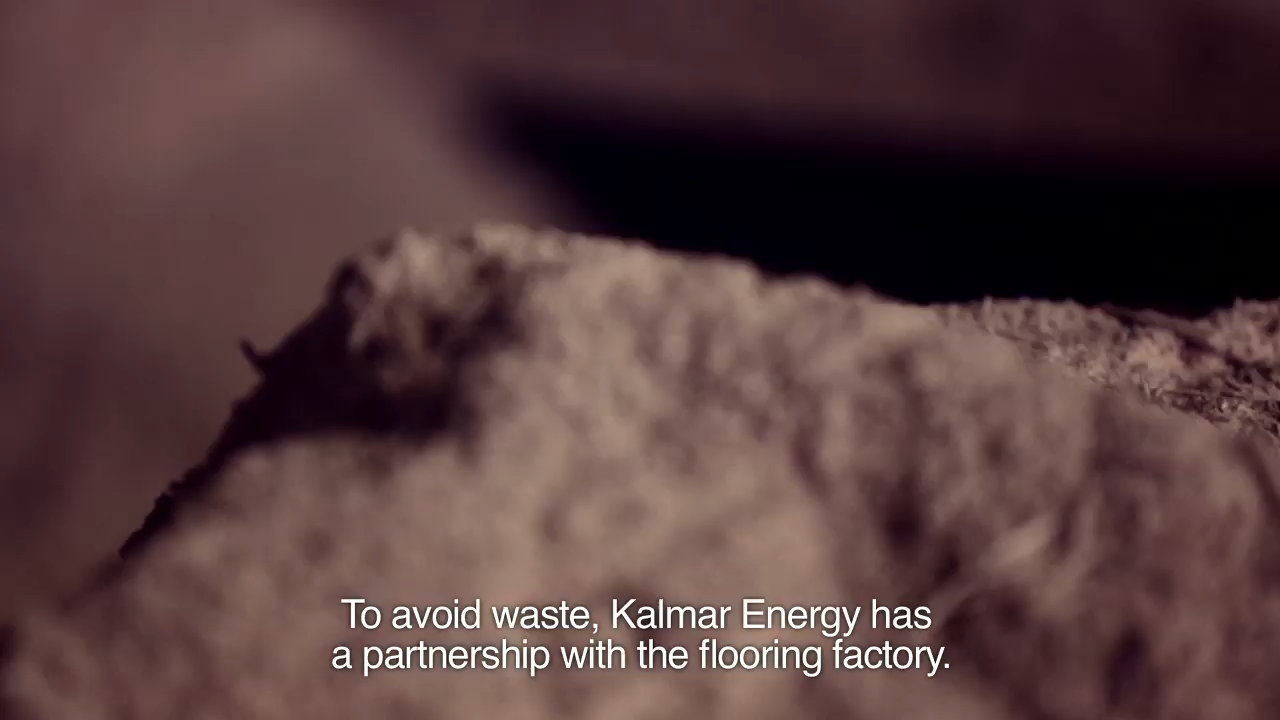 To avoid waste, Kalmar Energy has
a partnership with the flooring factory.